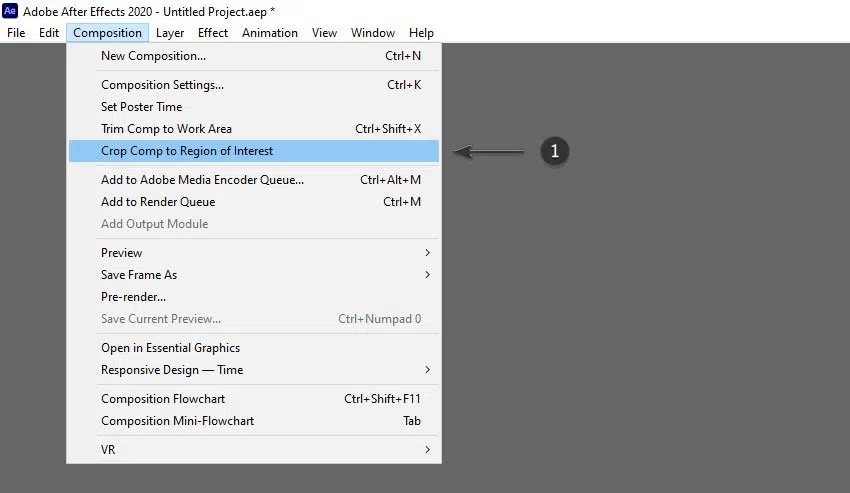 Ae Adobe After Effects 2020 - Untitled Project.aep *
File Edit Composition Layer Effect Animation View Window Help
New Composition... Ctrl+N
Composition Settings... Ctrl+K
Set Poster Time
Trim Comp to Work Area Ctrl+Shift+X
Crop Comp to Region of Interest
1
Add to Adobe Media Encoder Queue... Ctrl+Alt+M
Add to Render Queue Ctrl+M
Add Output Module
Preview
Save Frame As
Pre-render...
Save Current Preview... Ctrl+Numpad 0
Open in Essential Graphics
Responsive Design — Time
Composition Flowchart Ctrl+Shift+F11
Composition Mini-Flowchart Tab
VR